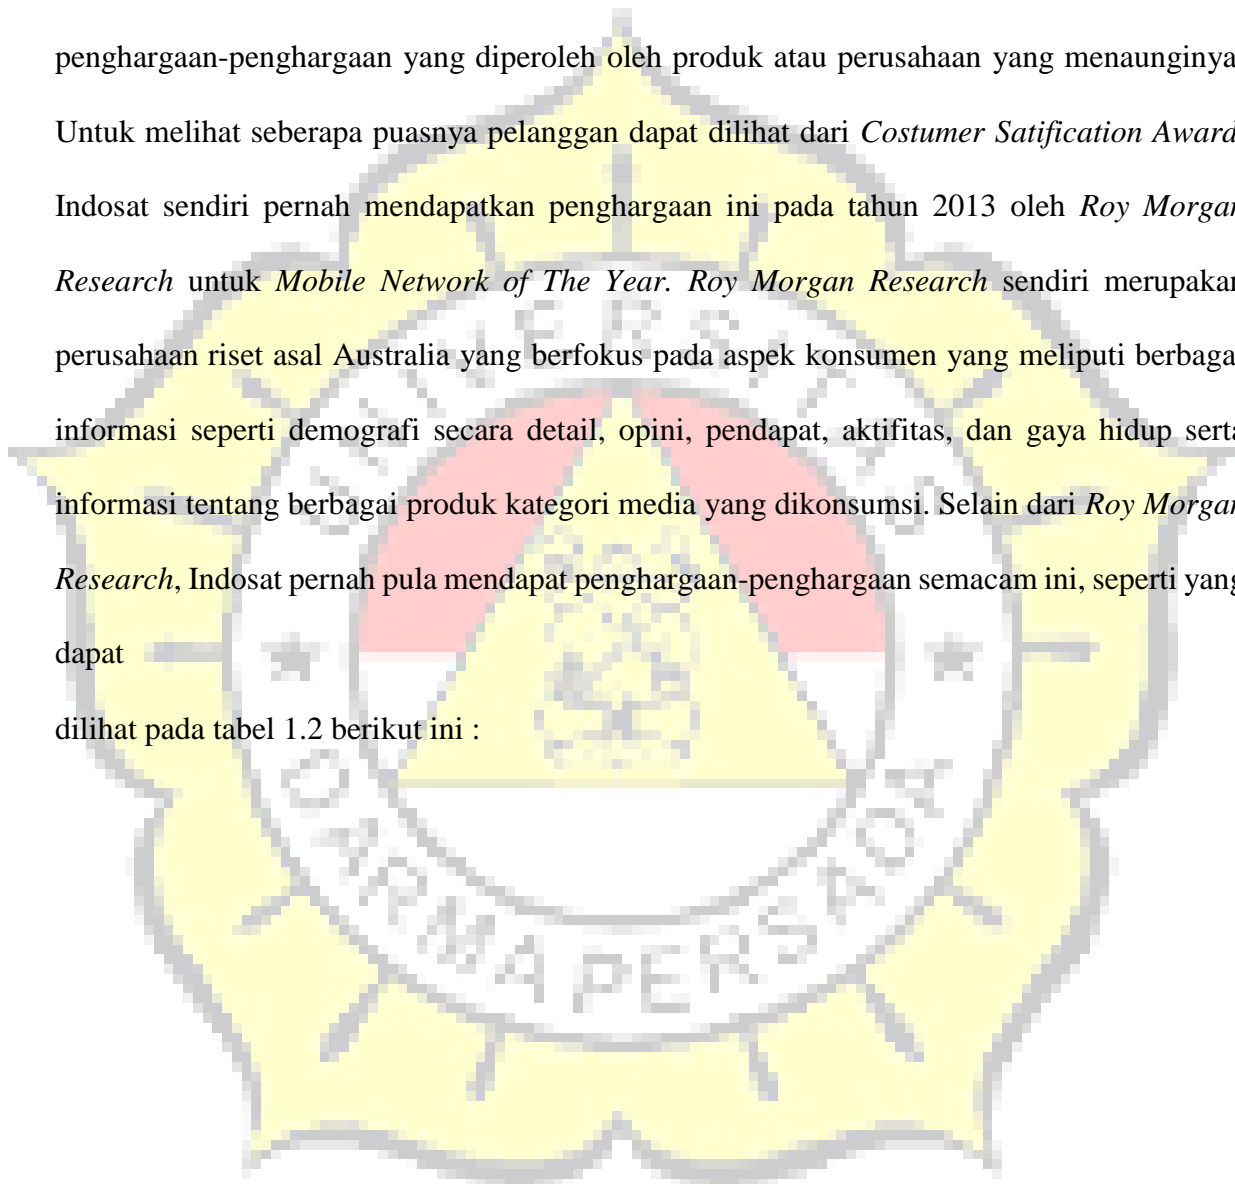 penghargaan-penghargaan yang diperoleh oleh produk atau perusahaan yang menaunginya
Untuk melihat seberapa puasnya pelanggan dapat dilihat dari Costumer Satification Award
Indosat sendiri pernah mendapatkan penghargaan ini pada tahun 2013 oleh Roy Morgan
Research untuk Mobile Network of The Year. Roy Morgan Research sendiri merupakan
perusahaan riset asal Australia yang berfokus pada aspek konsumen yang meliputi berbaga
informasi seperti demografi secara detail, opini, pendapat, aktifitas, dan gaya hidup serta
informasi tentang berbagai produk kategori media yang dikonsumsi. Selain dari Roy Morgan
Research, Indosat pernah pula mendapat penghargaan-penghargaan semacam ini, seperti yang
dapat
dilihat pada tabel 1.2 berikut ini :
UNIVERSITAS
DARMA PERSADA